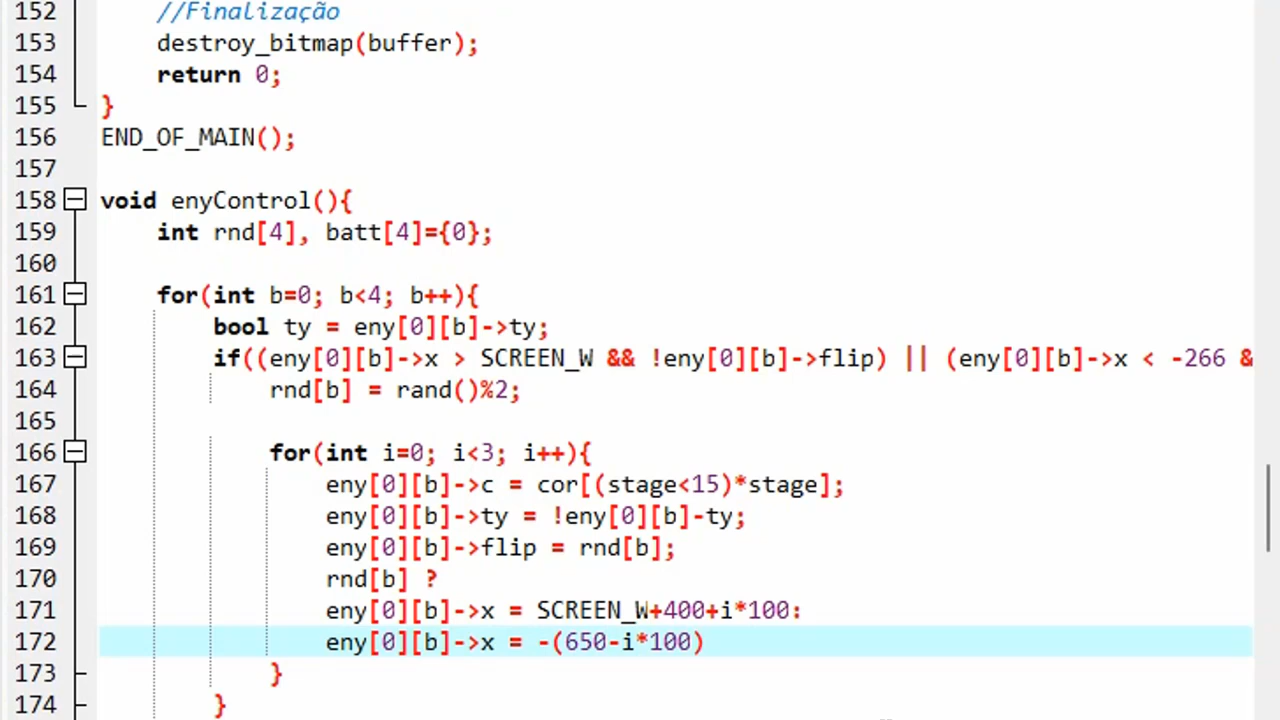 152 //Finalização
153 destroy_bitmap(buffer);
154 return 0;
155 }
156 END_OF_MAIN();
157
158 void enyControl(){
159 int rnd[4], batt[4]={0};
160
161 for(int b=0; b<4; b++){
162 bool ty = eny[0][b]->ty;
163 if((eny[0][b]->x > SCREEN_W && !eny[0][b]->flip) || (eny[0][b]->x < -266 &
164 rnd[b] = rand()%2;
165
166 for(int i=0; i<3; i++){
167 eny[0][b]->c = cor[(stage<15)*stage];
168 eny[0][b]->ty = !eny[0][b]-ty;
169 eny[0][b]->flip = rnd[b];
170 rnd[b] ?
171 eny[0][b]->x = SCREEN_W+400+i*100:
172 eny[0][b]->x = -(650-i*100)
173 }
174 }